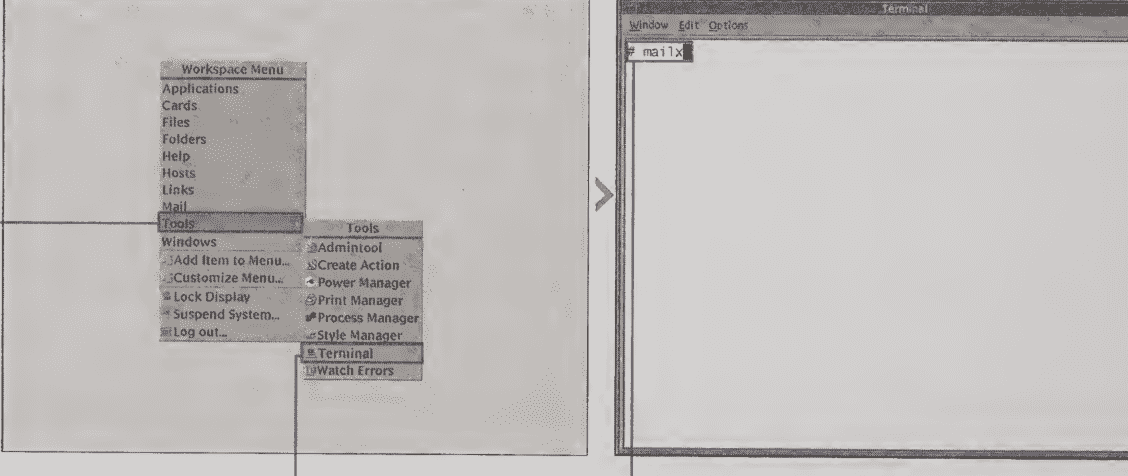 Workspace Menu
Applications
Cards
Files
Folders
Help
Hosts
Links
Mail
Tools
Windows
Add Item to Menu...
Customize Menu...
Lock Display
Suspend System...
Log out...
Tools
Admintool
Create Action
Power Manager
Print Manager
Process Manager
Style Manager
Terminal
Watch Errors
Terminal
Window Edit Options
# mailx